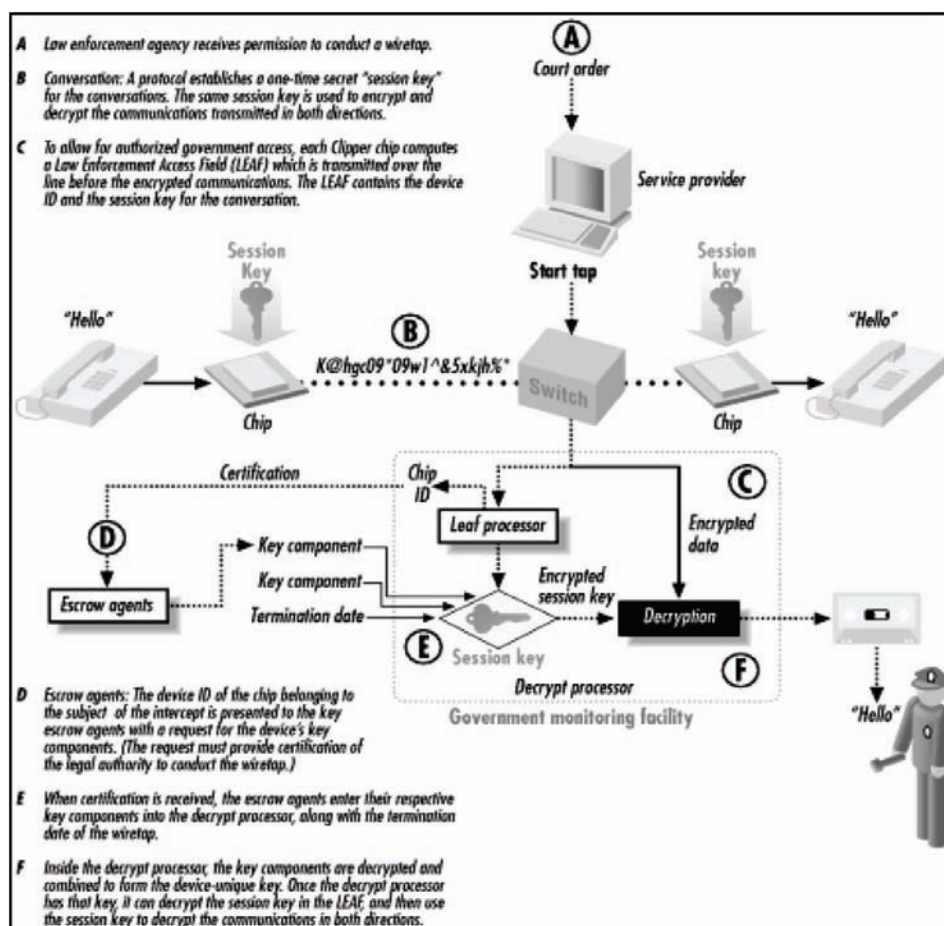 A Law enforcement agency receives permission to conduct a wiretap.
B Conversation: A protocol establishes a one-time secret "session key"
for the conversations. The same session key is used to encrypt and
decrypt the communications transmitted in both directions.
C To allow for authorized government access, each Clipper chip computes
a Law Enforcement Access Field (LEAF) which is transmitted over the
line before the encrypted communications. The LEAF contains the device
ID and the session key for the conversation.
A
Court order
Service provider
Start tap
Session
Key
Session
key
"Hello"
B
K@hgc09*09w1^&5xkjh%*
"Hello"
Switch
Chip
Chip
Certification
Chip
ID
C
D
Leaf processor
Encrypted
data
Key component
Key component
Termination date
Escrow agents
Encrypted
session key
Decryption
E
Session key
F
Decrypt processor
Government monitoring facility
"Hello"
D Escrow agents: The device ID of the chip belonging to
the subject of the intercept is presented to the key
escrow agents with a request for the device's key
components. (The request must provide certification of
the legal authority to conduct the wiretap.)
E When certification is received, the escrow agents enter their respective
key components into the decrypt processor, along with the termination
date of the wiretap.
F Inside the decrypt processor, the key components are decrypted and
combined to form the device-unique key. Once the decrypt processor
has that key, it can decrypt the session key in the LEAF, and then use
the session key to decrypt the communications in both directions.